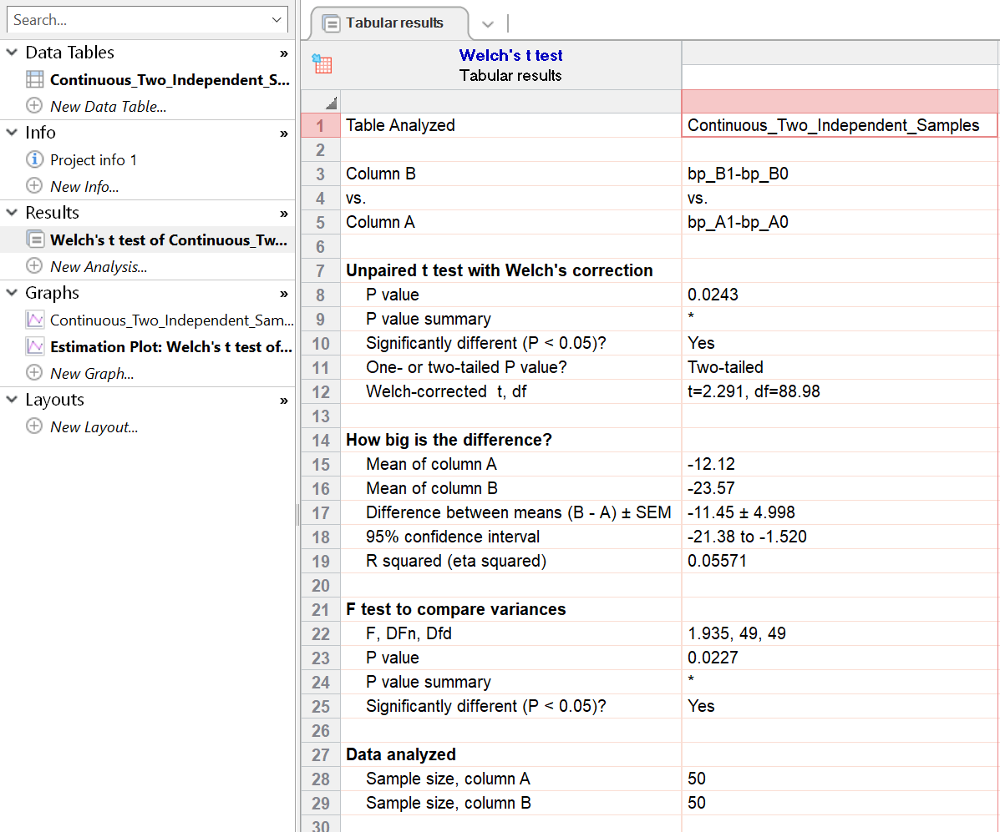 Search...
Data Tables »
Continuous_Two_Independent_S...
New Data Table...
Info »
Project info 1
New Info...
Results »
Welch's t test of Continuous_Tw...
New Analysis...
Graphs »
Continuous_Two_Independent_Sam...
Estimation Plot: Welch's t test of...
New Graph...
Layouts »
New Layout...
Tabular results
Welch's t test
Tabular results
1 Table Analyzed Continuous_Two_Independent_Samples
2
3 Column B bp_B1-bp_B0
4 vs. vs.
5 Column A bp_A1-bp_A0
6
7 Unpaired t test with Welch's correction
8 P value 0.0243
9 P value summary *
10 Significantly different (P < 0.05)? Yes
11 One- or two-tailed P value? Two-tailed
12 Welch-corrected t, df t=2.291, df=88.98
13
14 How big is the difference?
15 Mean of column A -12.12
16 Mean of column B -23.57
17 Difference between means (B - A) ± SEM -11.45 ± 4.998
18 95% confidence interval -21.38 to -1.520
19 R squared (eta squared) 0.05571
20
21 F test to compare variances
22 F, DFn, Dfd 1.935, 49, 49
23 P value 0.0227
24 P value summary *
25 Significantly different (P < 0.05)? Yes
26
27 Data analyzed
28 Sample size, column A 50
29 Sample size, column B 50
30